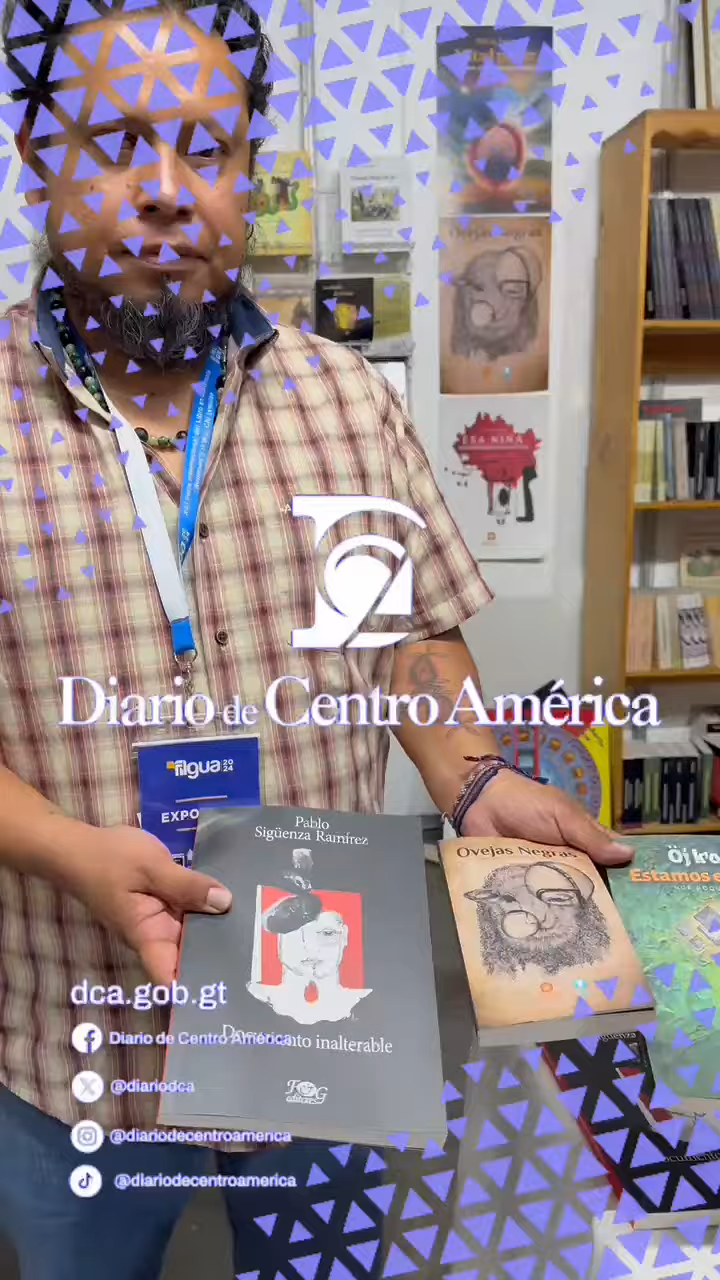 Ovejas Negras
ESA NIÑA
Diario de Centro América
filgua 2024
EXPO
Pablo
Sigüenza Ramírez
Documento inalterable
F&G
editores
Ovejas Negras
Estamos e
dca.gob.gt
Diario de Centro América
@diariodca
@diariodecentroamerica
@diariodecentroamerica